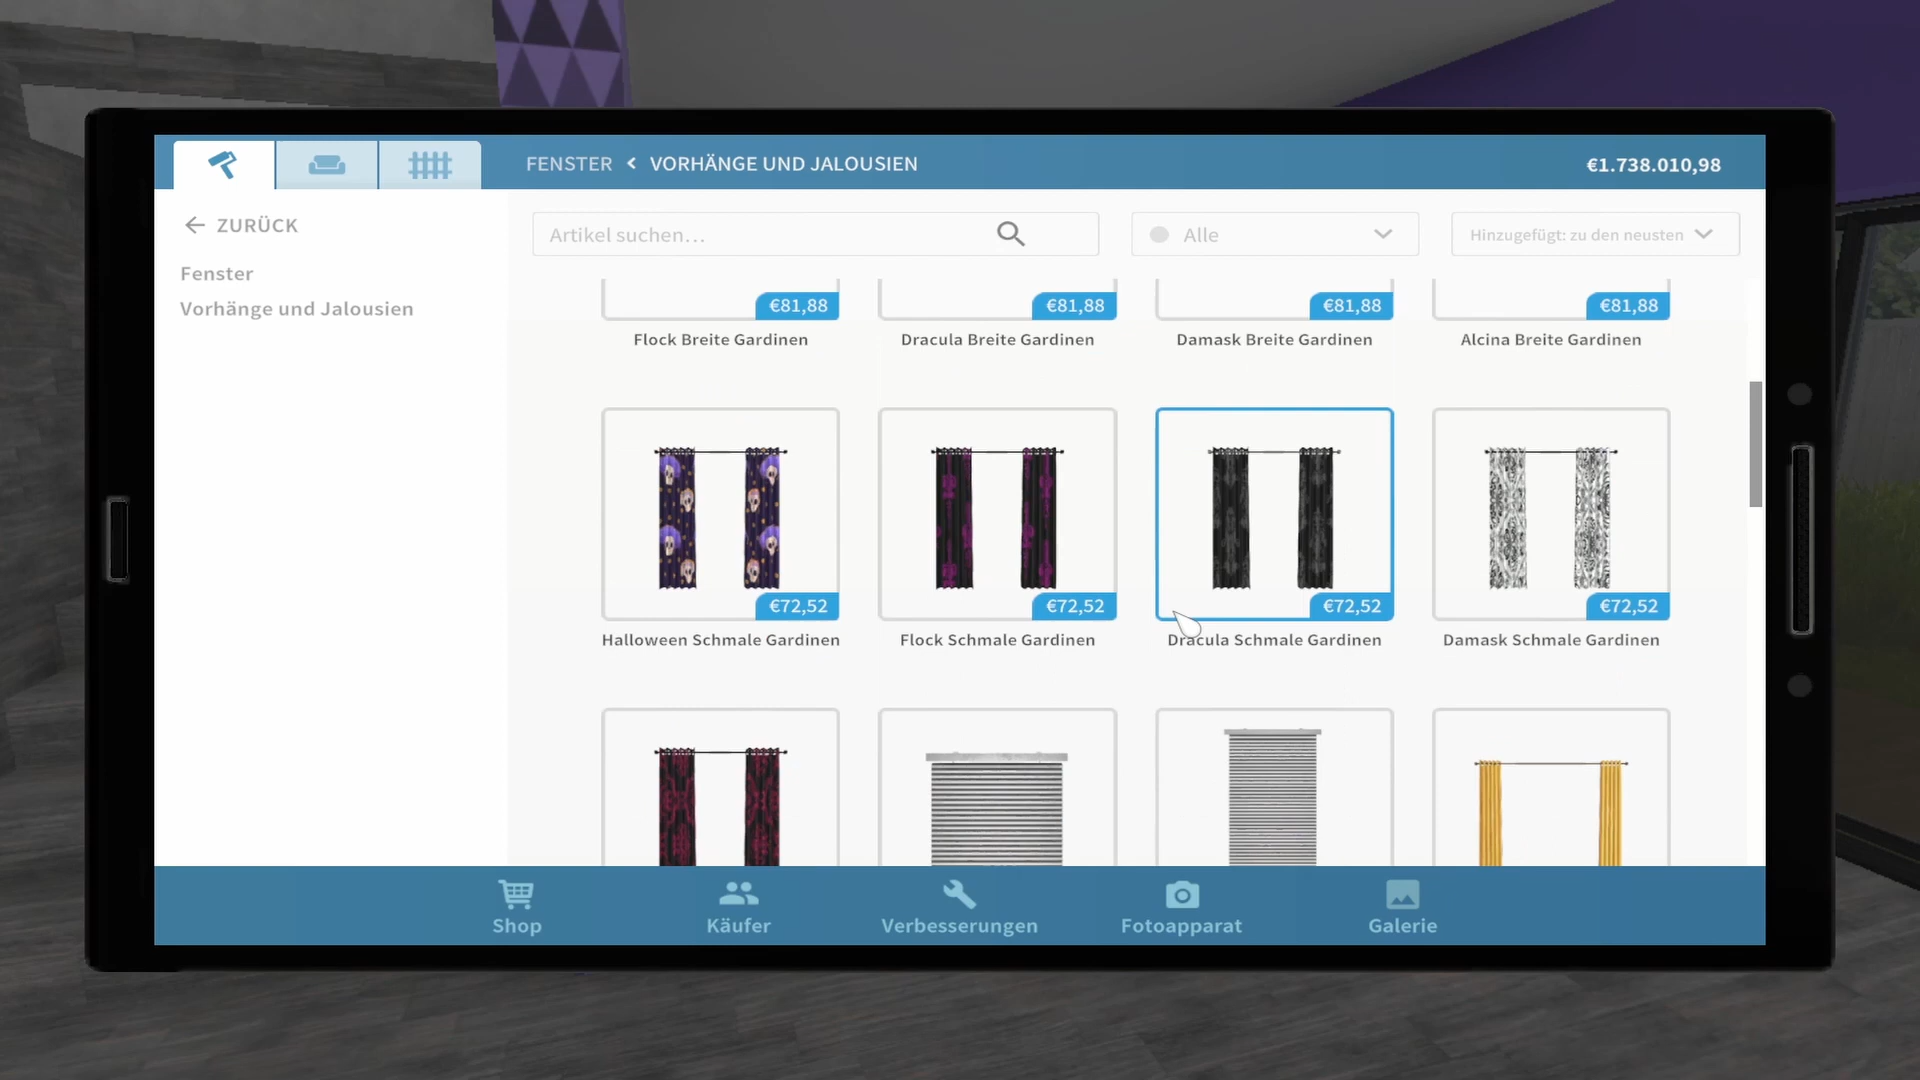 FENSTER < VORHÄNGE UND JALOUSIEN
€1.738.010,98
ZURÜCK
Fenster
Vorhänge und Jalousien
Artikel suchen...
Alle
Hinzugefügt: zu den neusten
€81,88
€81,88
€81,88
€81,88
Flock Breite Gardinen
Dracula Breite Gardinen
Damask Breite Gardinen
Alcina Breite Gardinen
€72,52
€72,52
€72,52
€72,52
Halloween Schmale Gardinen
Flock Schmale Gardinen
Dracula Schmale Gardinen
Damask Schmale Gardinen
Shop
Käufer
Verbesserungen
Fotoapparat
Galerie